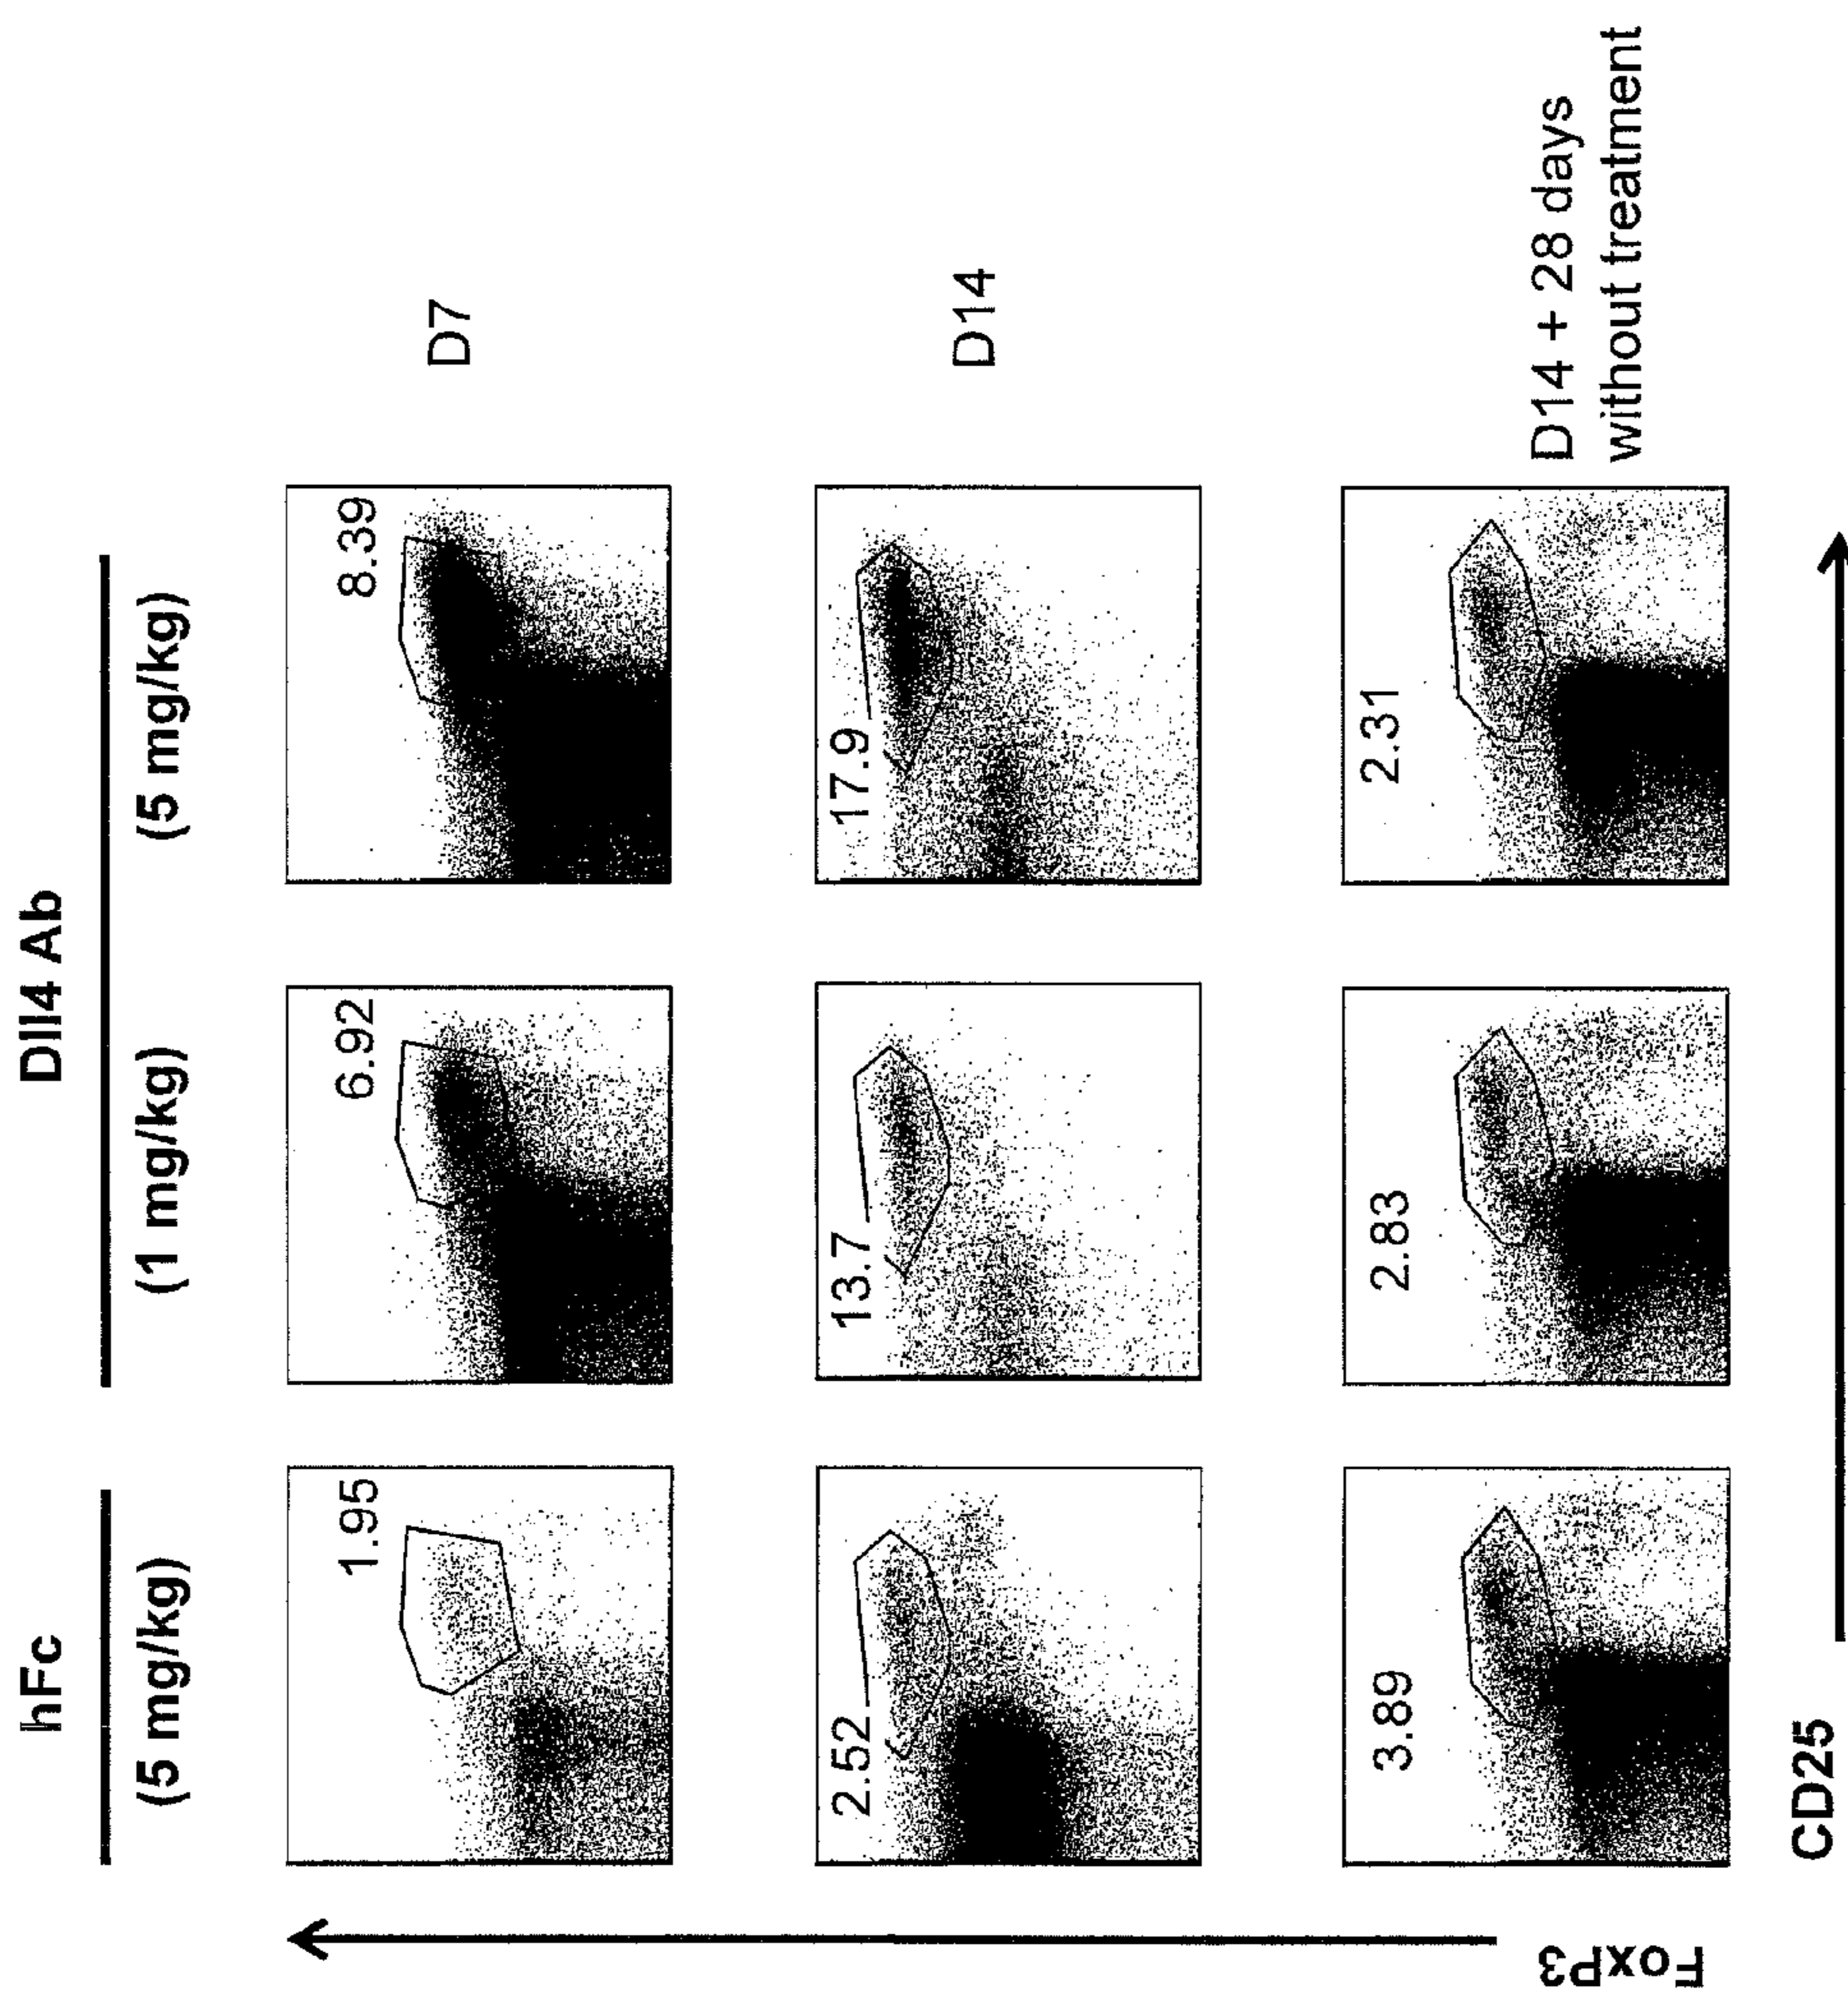 hFc
Dll4 Ab
(5 mg/kg)
(1 mg/kg)
(5 mg/kg)
1.95
6.92
8.39
D7
2.52
13.7
17.9
D14
3.89
2.83
2.31
D14 + 28 days
without treatment
FoxP3
CD25